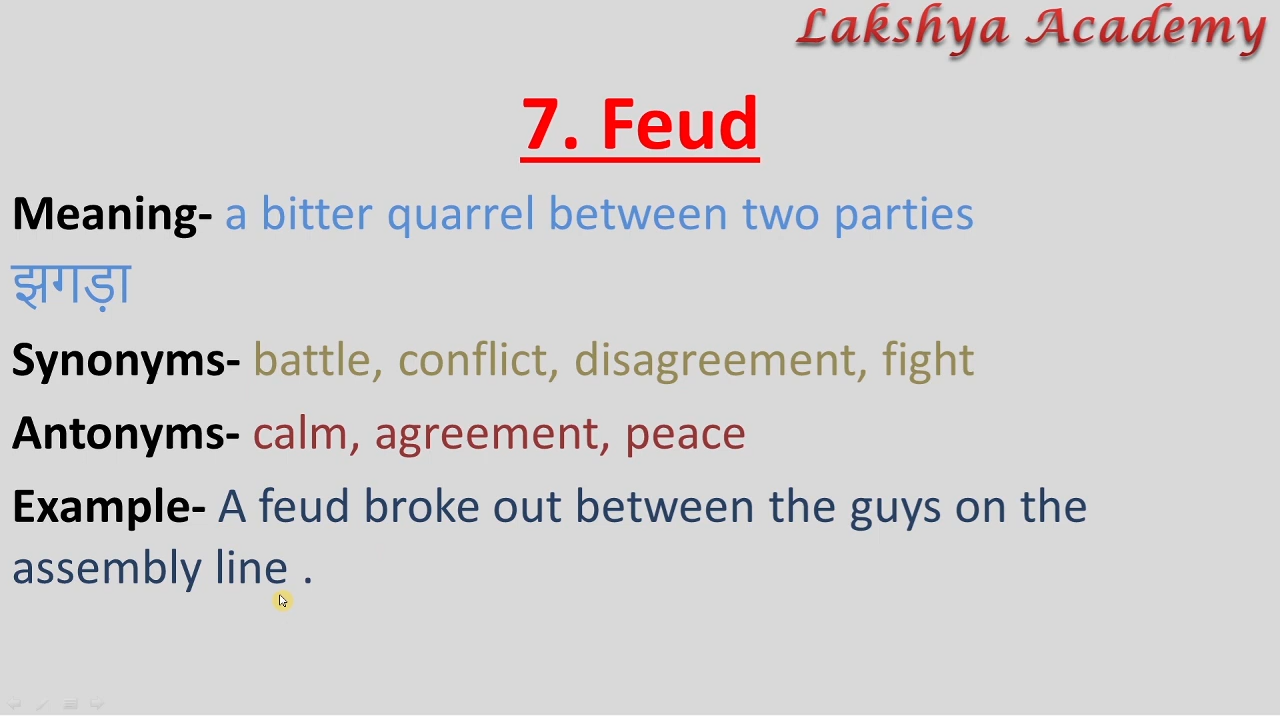 Lakshya Academy
7. Feud
Meaning- a bitter quarrel between two parties
झगड़ा
Synonyms- battle, conflict, disagreement, fight
Antonyms- calm, agreement, peace
Example- A feud broke out between the guys on the
assembly line .